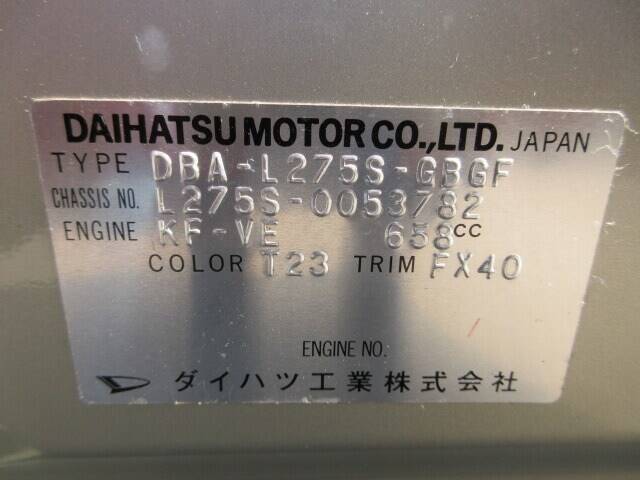 DAIHATSU MOTOR CO.,LTD. JAPAN
TYPE DBA-L275S-GBGF
CHASSIS NO. L275S-0053782
ENGINE KF-VE 658CC
COLOR T23 TRIM FX40
ENGINE NO.
ダイハツ工業株式会社